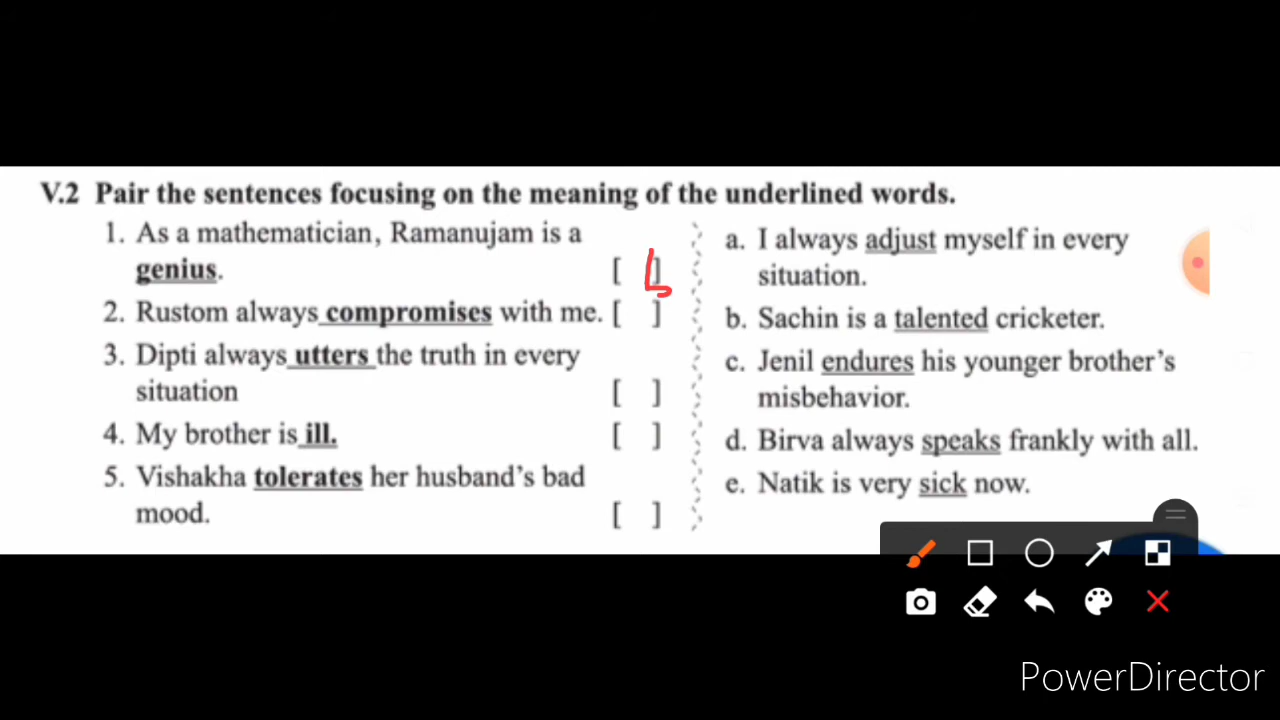 V.2 Pair the sentences focusing on the meaning of the underlined words.
1. As a mathematician, Ramanujam is a
genius. [ ]
2. Rustom always compromises with me. [ ]
3. Dipti always utters the truth in every
situation [ ]
4. My brother is ill. [ ]
5. Vishakha tolerates her husband's bad
mood. [ ]
a. I always adjust myself in every
situation.
b. Sachin is a talented cricketer.
c. Jenil endures his younger brother's
misbehavior.
d. Birva always speaks frankly with all.
e. Natik is very sick now.
PowerDirector